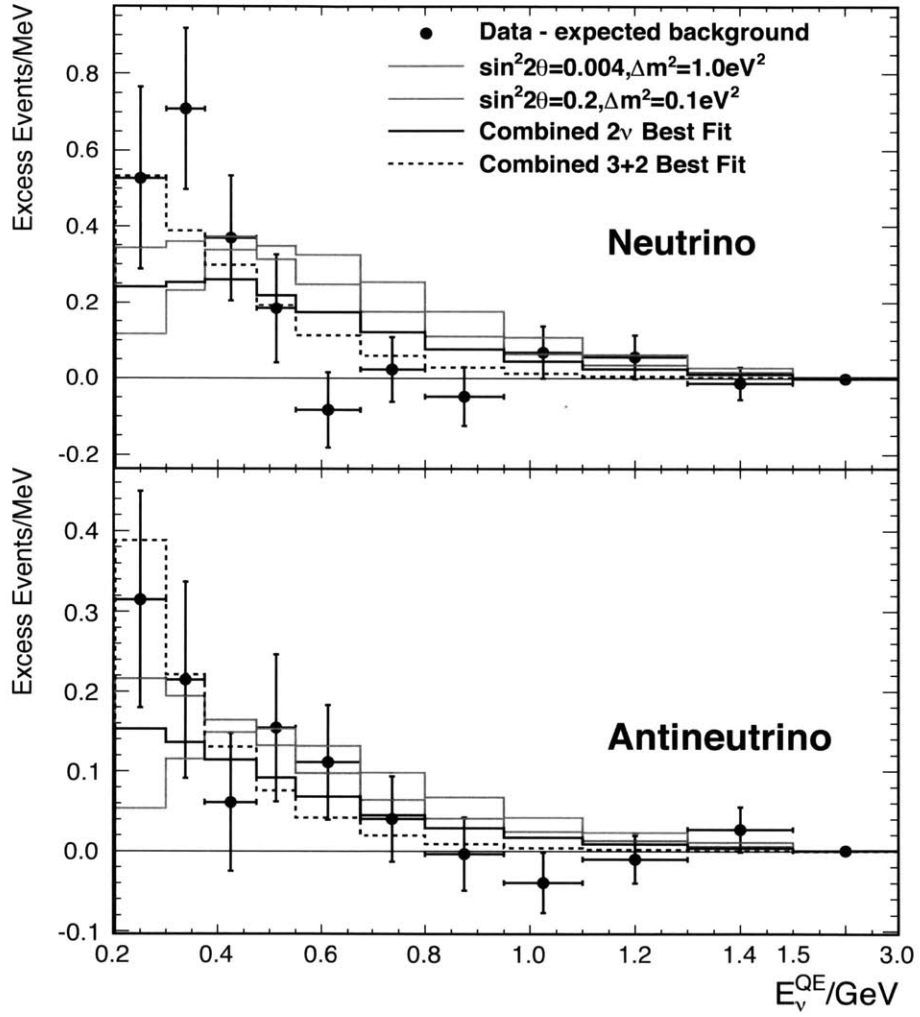 Data - expected background
sin²2θ=0.004,Δm²=1.0eV²
sin²2θ=0.2,Δm²=0.1eV²
Combined 2ν Best Fit
Combined 3+2 Best Fit
Neutrino
Excess Events/MeV
0.8
0.6
0.4
0.2
0.0
-0.2
Antineutrino
Excess Events/MeV
0.4
0.3
0.2
0.1
0.0
-0.1
0.2 0.4 0.6 0.8 1.0 1.2 1.4 1.5 3.0
E_ν^QE/GeV